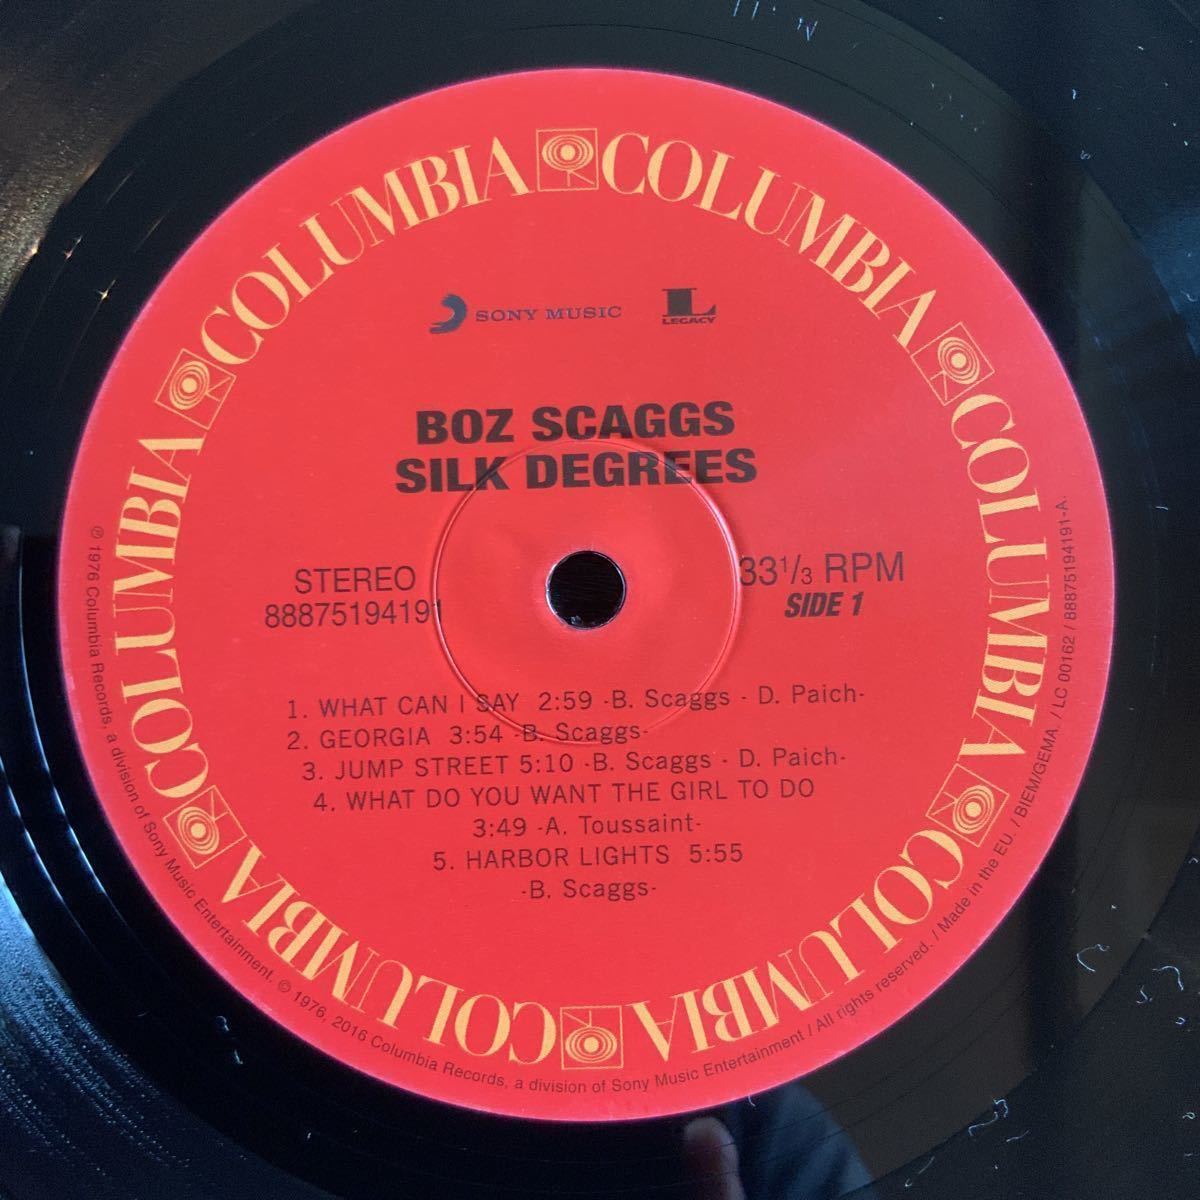 COLUMBIA COLUMBIA COLUMBIA COLUMBIA COLUMBIA COLUMBIA
SONY MUSIC
L
LEGACY
BOZ SCAGGS
SILK DEGREES
STEREO
88875194191
33 1/3 RPM
SIDE 1
1. WHAT CAN I SAY 2:59 -B. Scaggs - D. Paich-
2. GEORGIA 3:54 -B. Scaggs-
3. JUMP STREET 5:10 -B. Scaggs - D. Paich-
4. WHAT DO YOU WANT THE GIRL TO DO
3:49 -A. Toussaint-
5. HARBOR LIGHTS 5:55
-B. Scaggs-
℗ 1976 Columbia Records, a division of Sony Music Entertainment. © 1976, 2016 Columbia Records, a division of Sony Music Entertainment / All rights reserved. / Made in the EU. / BIEM/GEMA. / LC 00162 / 88875194191-A.